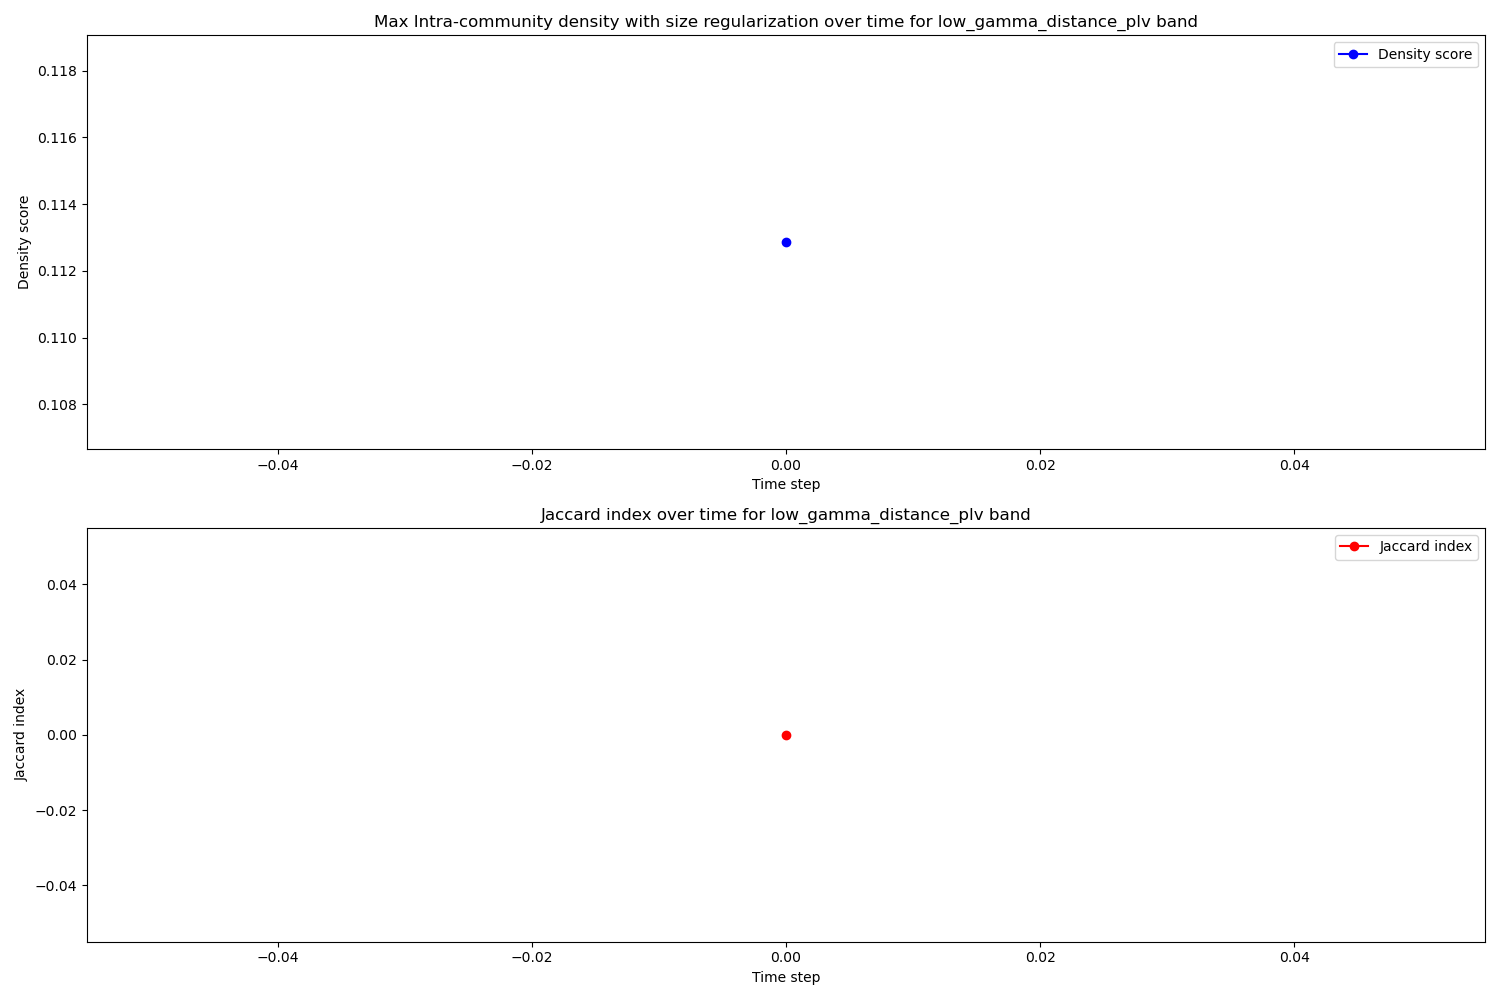 Max Intra-community density with size regularization over time for low_gamma_distance_plv band
Density score
0.118
0.116
0.114
0.112
0.110
0.108
Density score
−0.04
−0.02
0.00
0.02
0.04
Time step
Jaccard index over time for low_gamma_distance_plv band
Jaccard index
0.04
0.02
0.00
−0.02
−0.04
Jaccard index
−0.04
−0.02
0.00
0.02
0.04
Time step